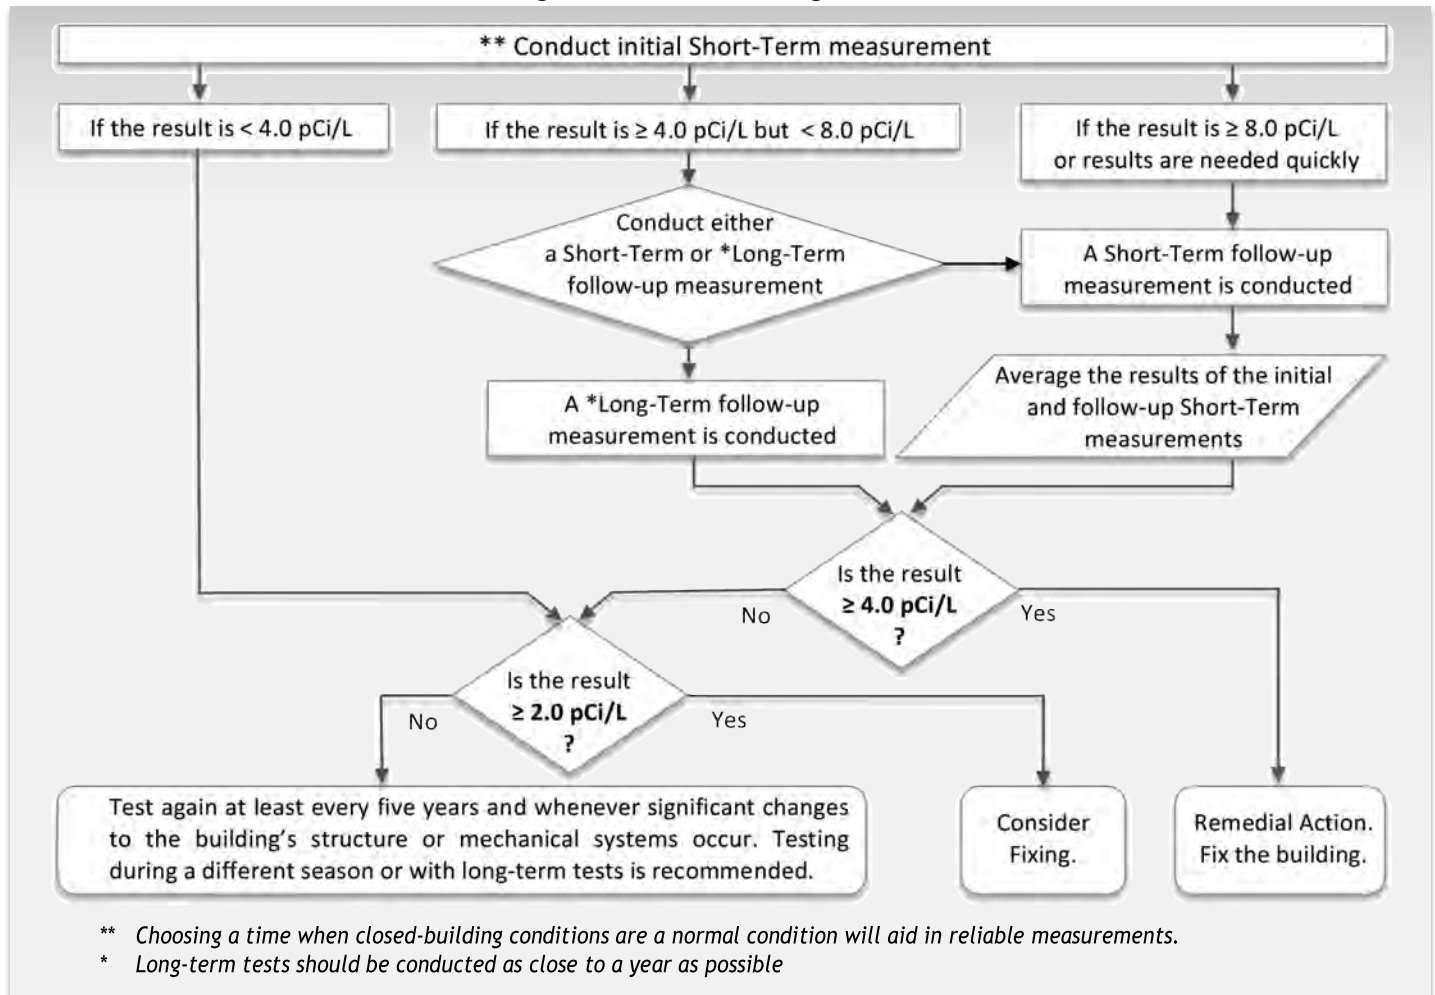 ** Conduct initial Short-Term measurement
If the result is < 4.0 pCi/L
If the result is ≥ 4.0 pCi/L but < 8.0 pCi/L
If the result is ≥ 8.0 pCi/L
or results are needed quickly
Conduct either
a Short-Term or *Long-Term
follow-up measurement
A Short-Term follow-up
measurement is conducted
A *Long-Term follow-up
measurement is conducted
Average the results of the initial
and follow-up Short-Term
measurements
Is the result
≥ 4.0 pCi/L
?
No
Yes
Is the result
≥ 2.0 pCi/L
?
No
Yes
Test again at least every five years and whenever significant changes
to the building's structure or mechanical systems occur. Testing
during a different season or with long-term tests is recommended.
Consider
Fixing.
Remedial Action.
Fix the building.
** Choosing a time when closed-building conditions are a normal condition will aid in reliable measurements.
* Long-term tests should be conducted as close to a year as possible